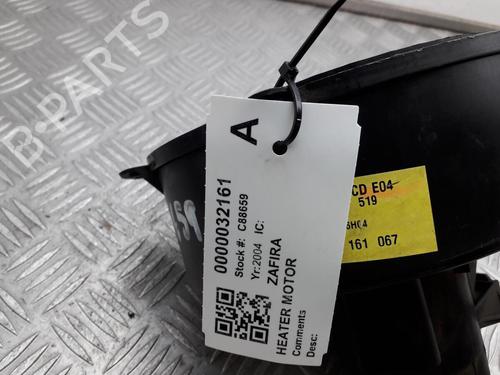 B-PARTS
A
0000032161
Stock #: C88659
Yr:2004 IC:
ZAFIRA
HEATER MOTOR
Comments
Desc:
CD E04
519
161 067